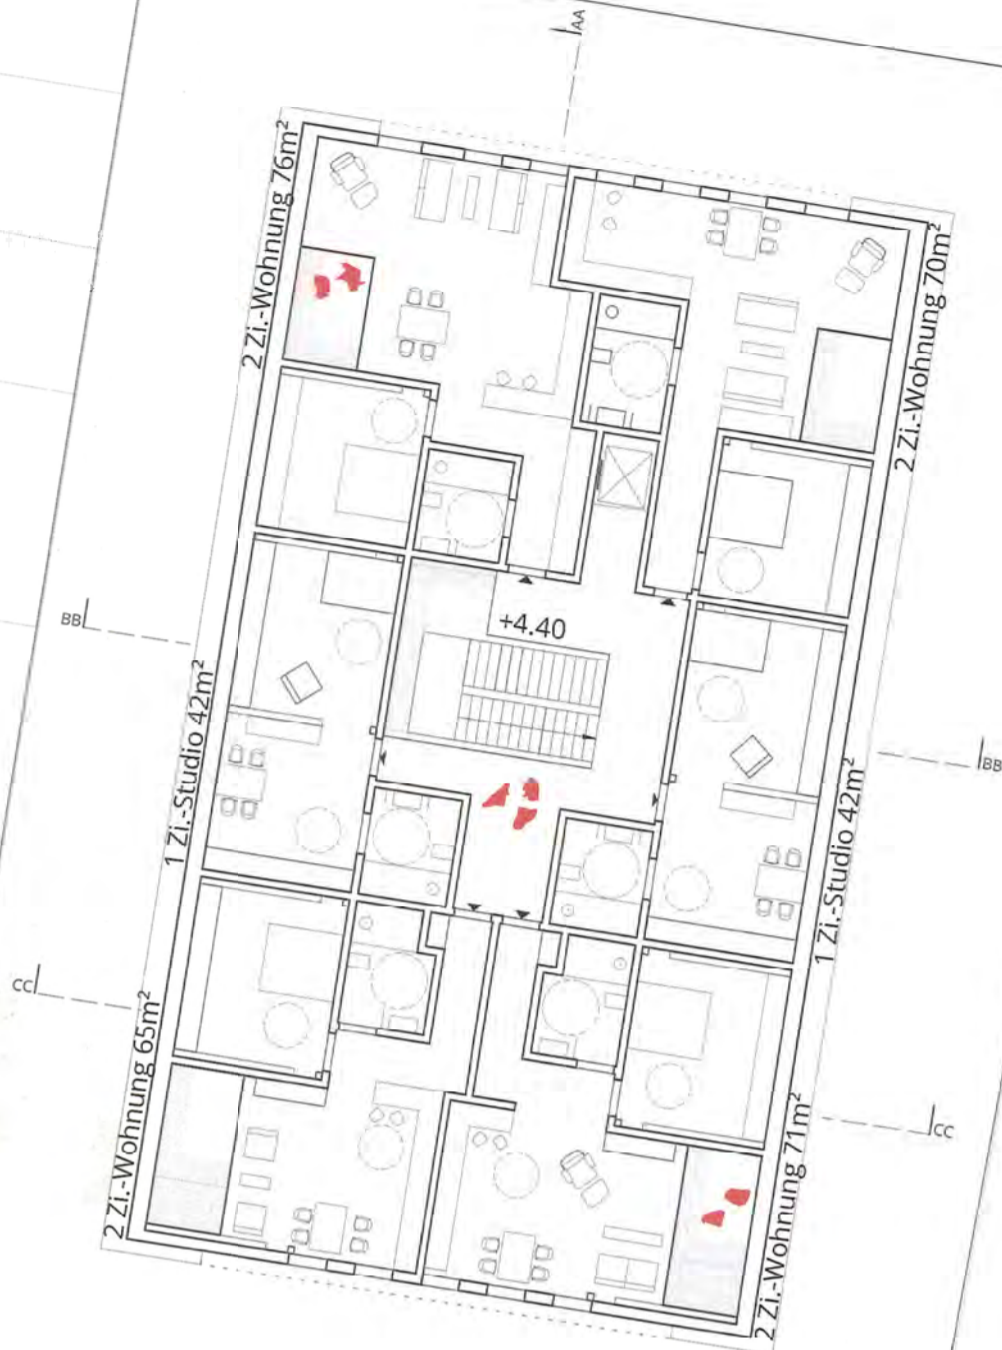 AA
2 Zi.-Wohnung 76m²
2 Zi.-Wohnung 70m²
+4.40
BB
BB
1 Zi.-Studio 42m²
1 Zi.-Studio 42m²
CC
CC
2 Zi.-Wohnung 65m²
2 Zi.-Wohnung 71m²